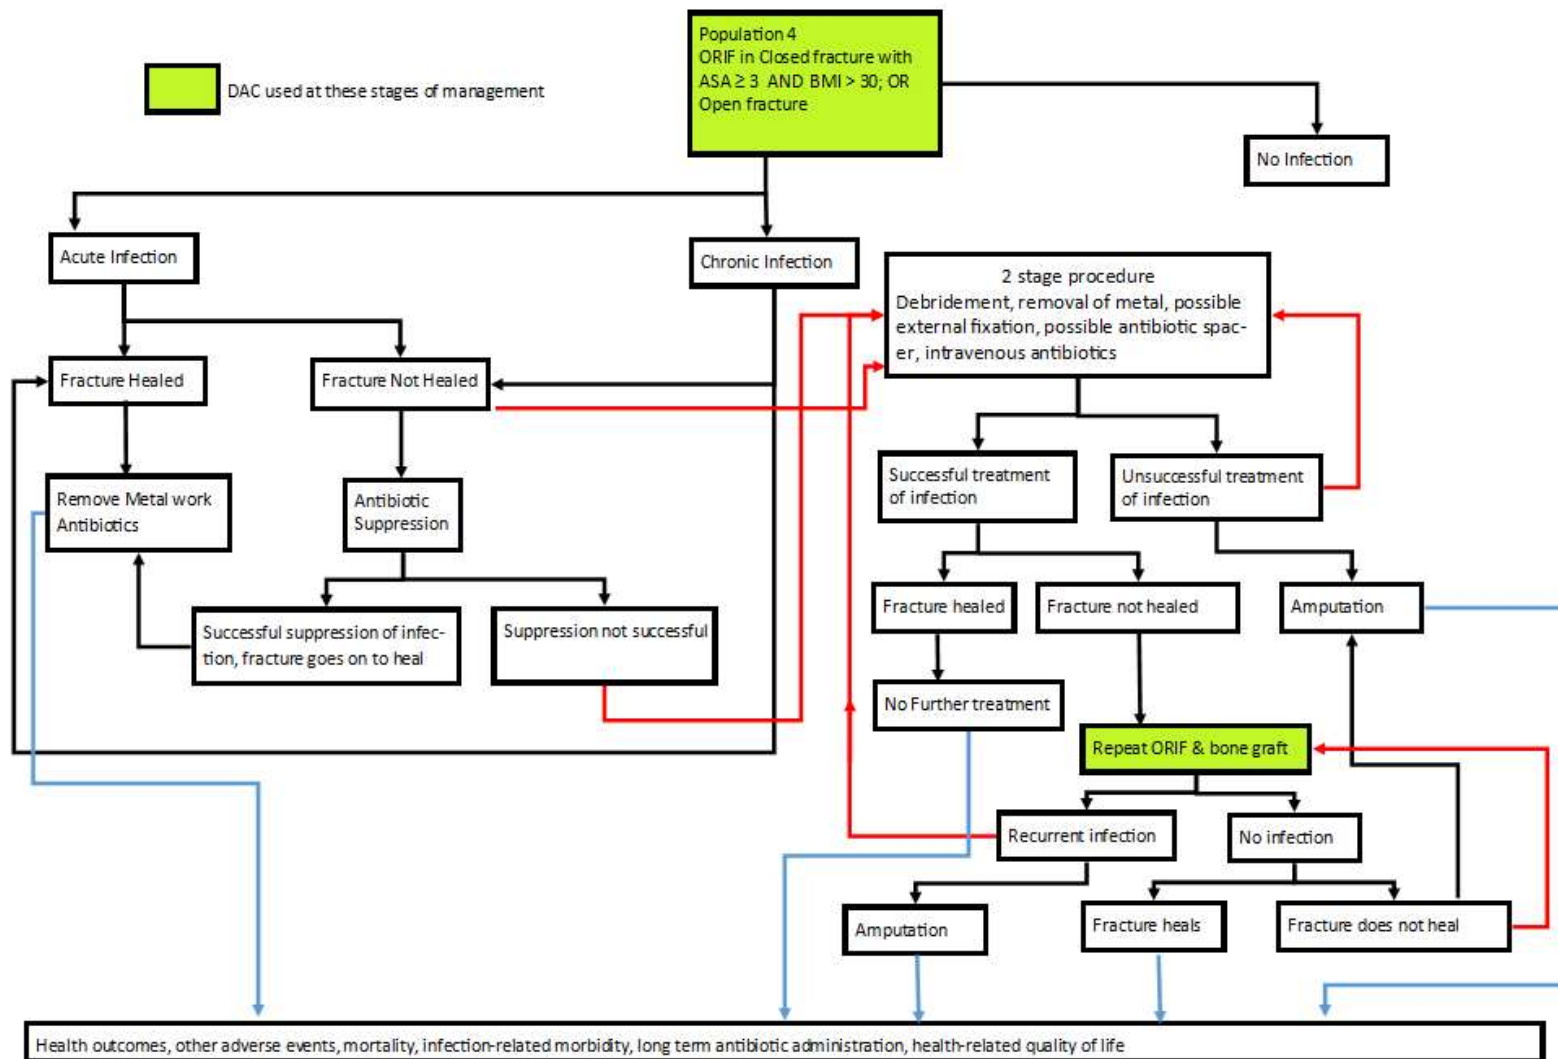 Population 4
ORIF in Closed fracture with
ASA ≥ 3 AND BMI > 30; OR
Open fracture
DAC used at these stages of management
No Infection
Acute Infection
Chronic Infection
2 stage procedure
Debridement, removal of metal, possible
external fixation, possible antibiotic spac-
er, intravenous antibiotics
Fracture Healed
Fracture Not Healed
Successful treatment
of infection
Unsuccessful treatment
of infection
Remove Metal work
Antibiotics
Antibiotic
Suppression
Fracture healed
Fracture not healed
Amputation
Successful suppression of infec-
tion, fracture goes on to heal
Suppression not successful
No Further treatment
Repeat ORIF & bone graft
Recurrent infection
No infection
Amputation
Fracture heals
Fracture does not heal
Health outcomes, other adverse events, mortality, infection-related morbidity, long term antibiotic administration, health-related quality of life